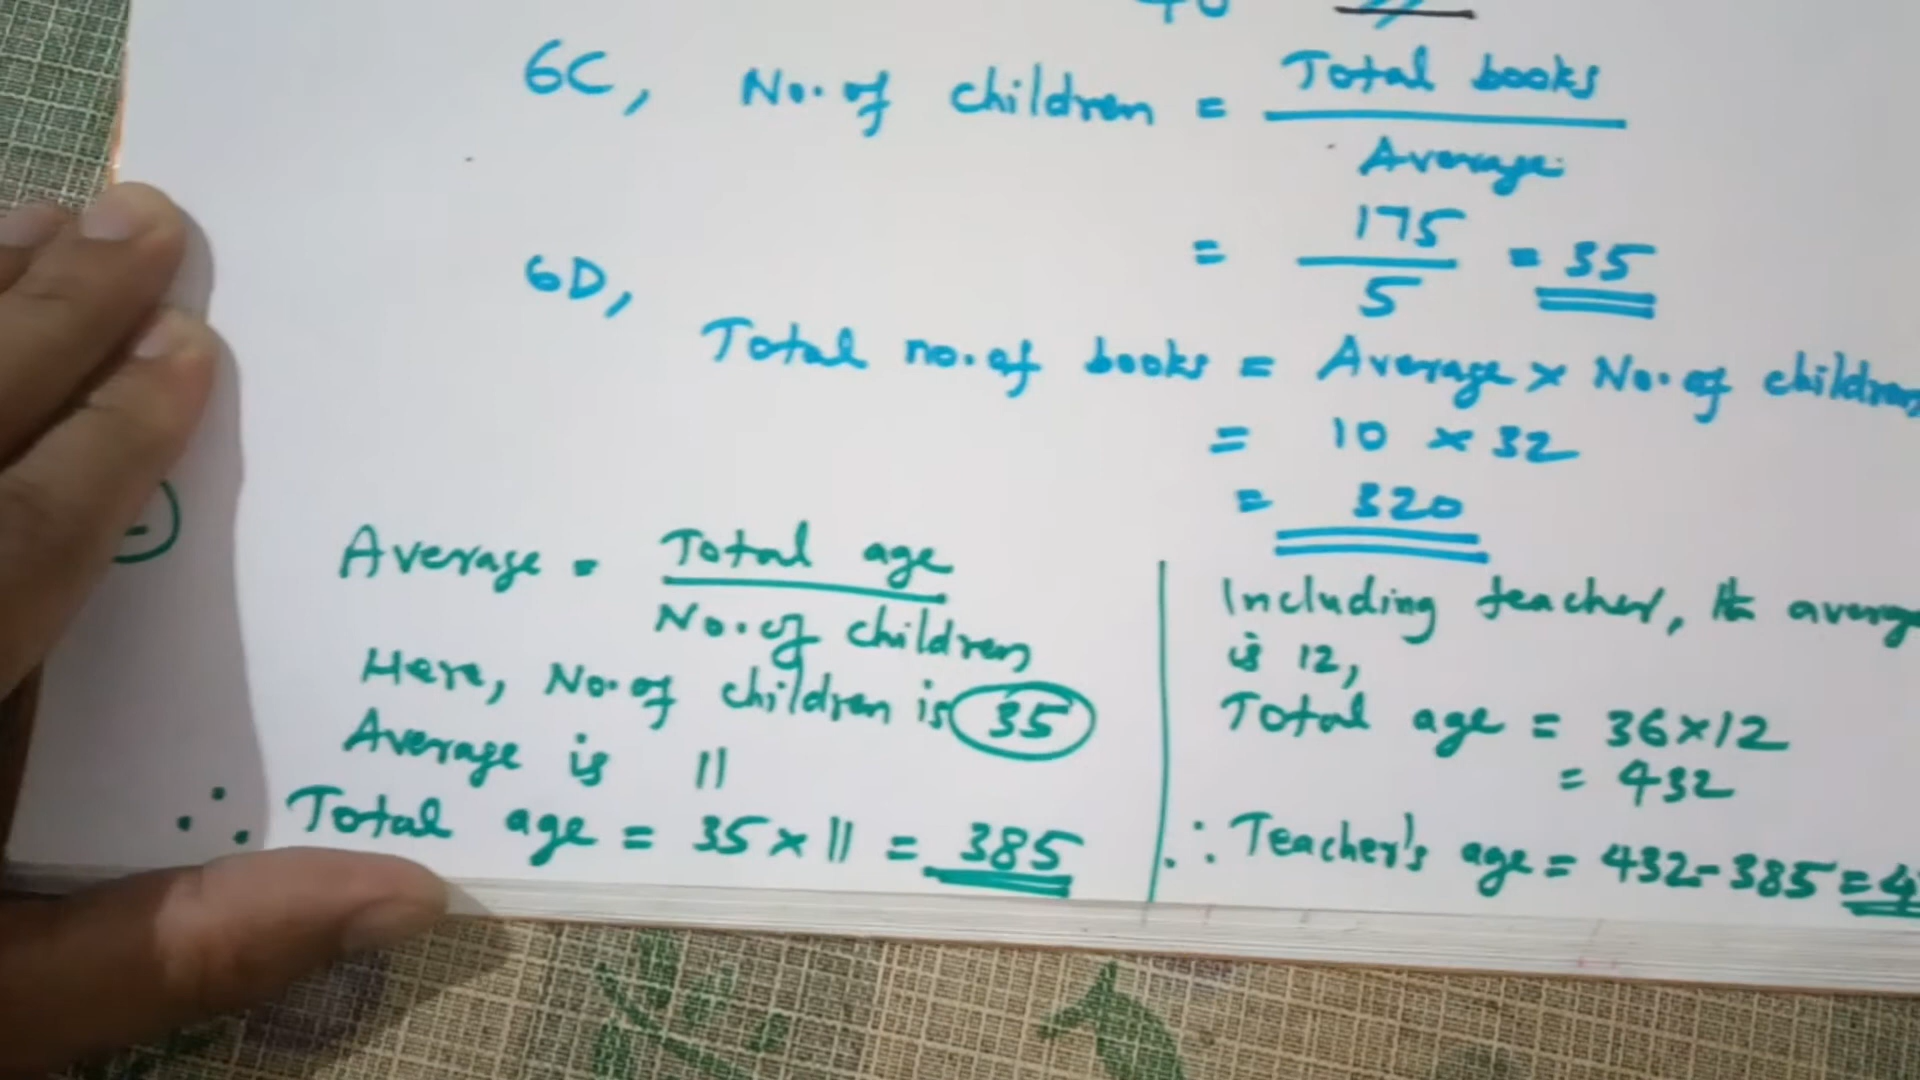 6C, No. of children = Total books
Average
= 175 = 35
5
6D,
Total no. of books = Average × No. of children
= 10 × 32
= 320
Average = Total age
No. of children
Here, No. of children is 35
Average is 11
∴ Total age = 35 × 11 = 385
Including teacher, the average
is 12,
Total age = 36×12
= 432
∴ Teacher's age = 432-385 = 4